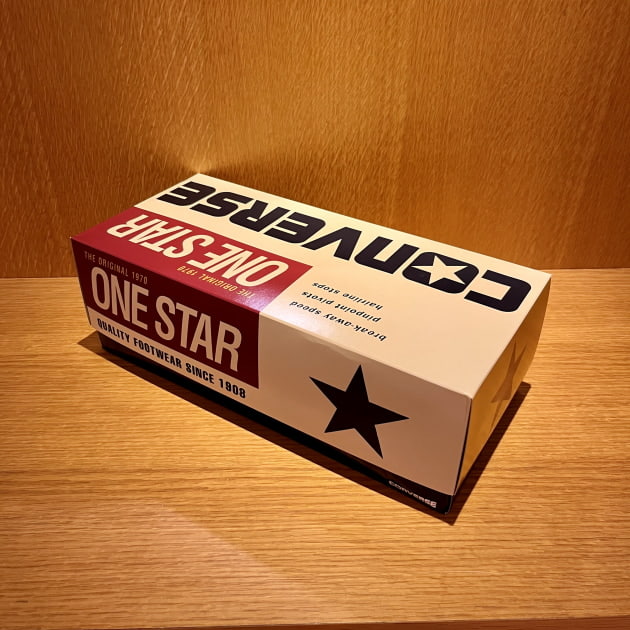 CONVERSE
ONE STAR
THE ORIGINAL 1970
break-away speed
pinpoint pivots
hairline stops
THE ORIGINAL 1970
ONE STAR
QUALITY FOOTWEAR SINCE 1908
CONVERSE